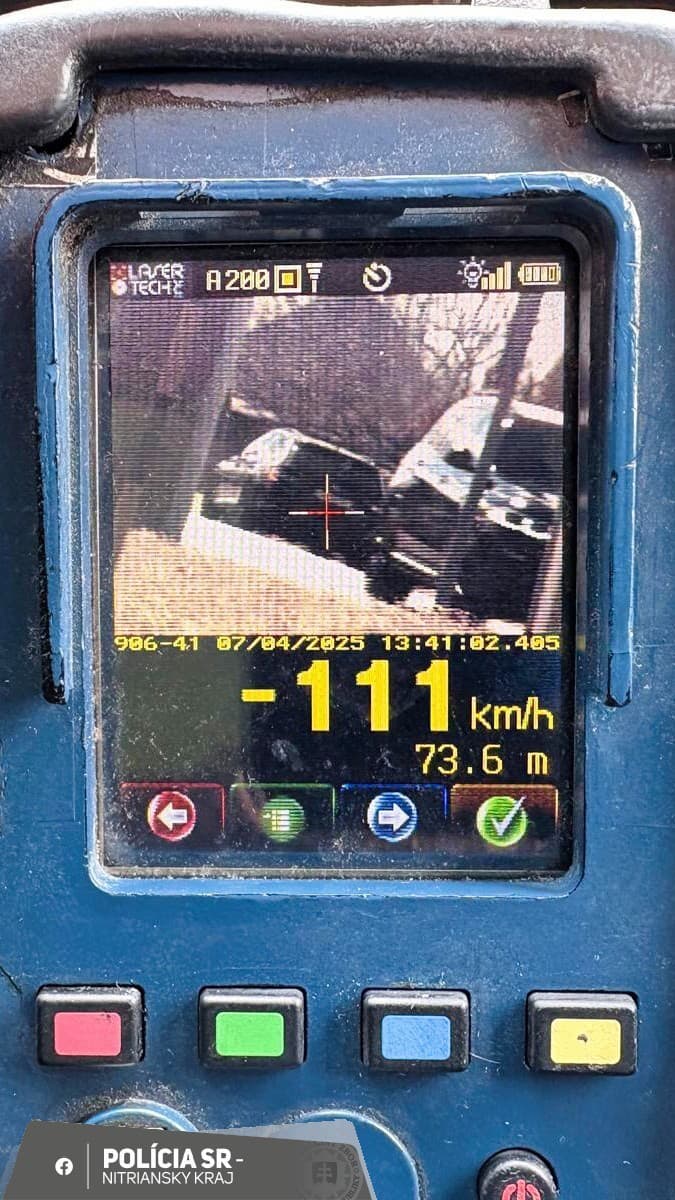 LASER A200
TECH
906-41 07/04/2025 13:41:02.405
-111 km/h
73.6 m
POLÍCIA SR -
NITRIANSKY KRAJ